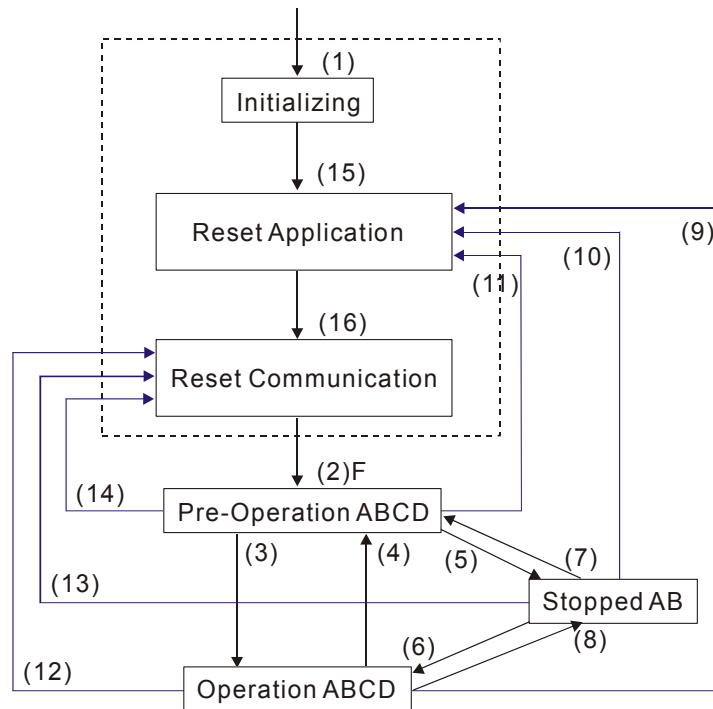 (1)
Initializing
(15)
Reset Application
(9)
(10)
(11)
(16)
Reset Communication
(2)F
(14)
Pre-Operation ABCD
(3)
(4)
(5)
(7)
(13)
Stopped AB
(6)
(8)
(12)
Operation ABCD